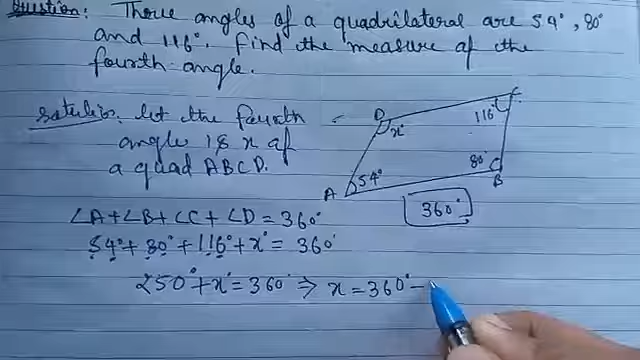 Question: Three angles of a quadrilateral are 54°, 80°
and 116°. Find the measure of the
fourth angle.
Solution: let the fourth
angle is x of
a quad ABCD.
D
x°
116°
C
A
54°
80°
B
360°
∠A+∠B+∠C+∠D=360°
54°+80°+116°+x°=360°
250°+x°=360° ⇒ x=360°-